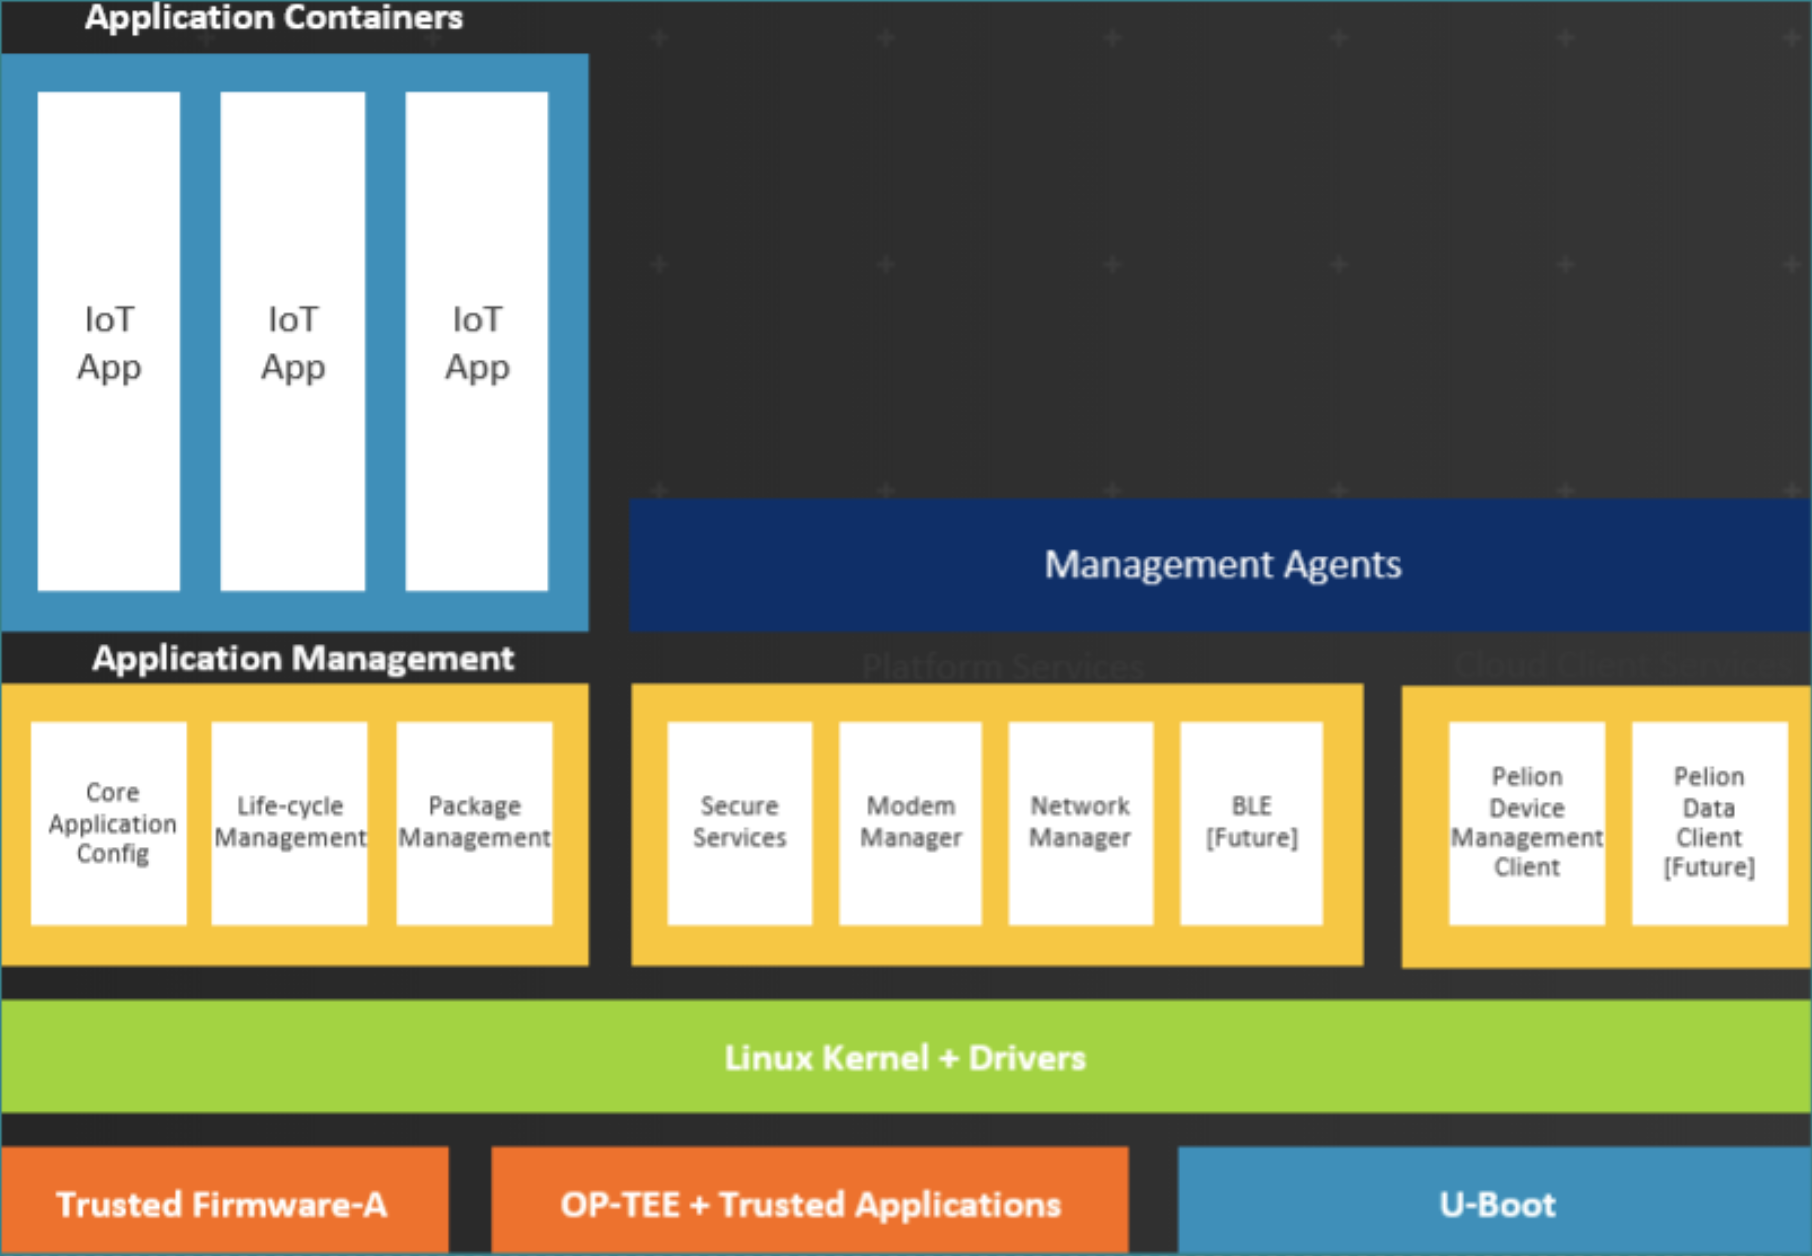 Application Containers
IoT
App
IoT
App
IoT
App
Management Agents
Application Management
Platform Services
Cloud Client Services
Core
Application
Config
Life-cycle
Management
Package
Management
Secure
Services
Modem
Manager
Network
Manager
BLE
[Future]
Pelion
Device
Management
Client
Pelion
Data
Client
[Future]
Linux Kernel + Drivers
Trusted Firmware-A
OP-TEE + Trusted Applications
U-Boot